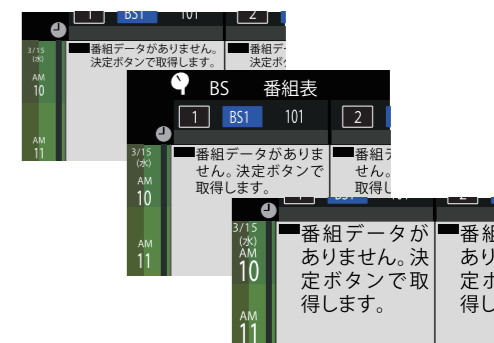 1 BS1 101 2
3/15
(水)
AM
10
AM
11
番組データがありません。
決定ボタンで取得します。
番組デー
決定ボ
BS 番組表
1 BS1 101 2
3/15
(水)
AM
10
AM
11
番組データがありま
せん。決定ボタンで
取得します。
番組デ
せん。
取得し
3/15
(水)
AM
10
AM
11
番組データが
ありません。決
定ボタンで取
得します。
番組
あり
定ボ
得し